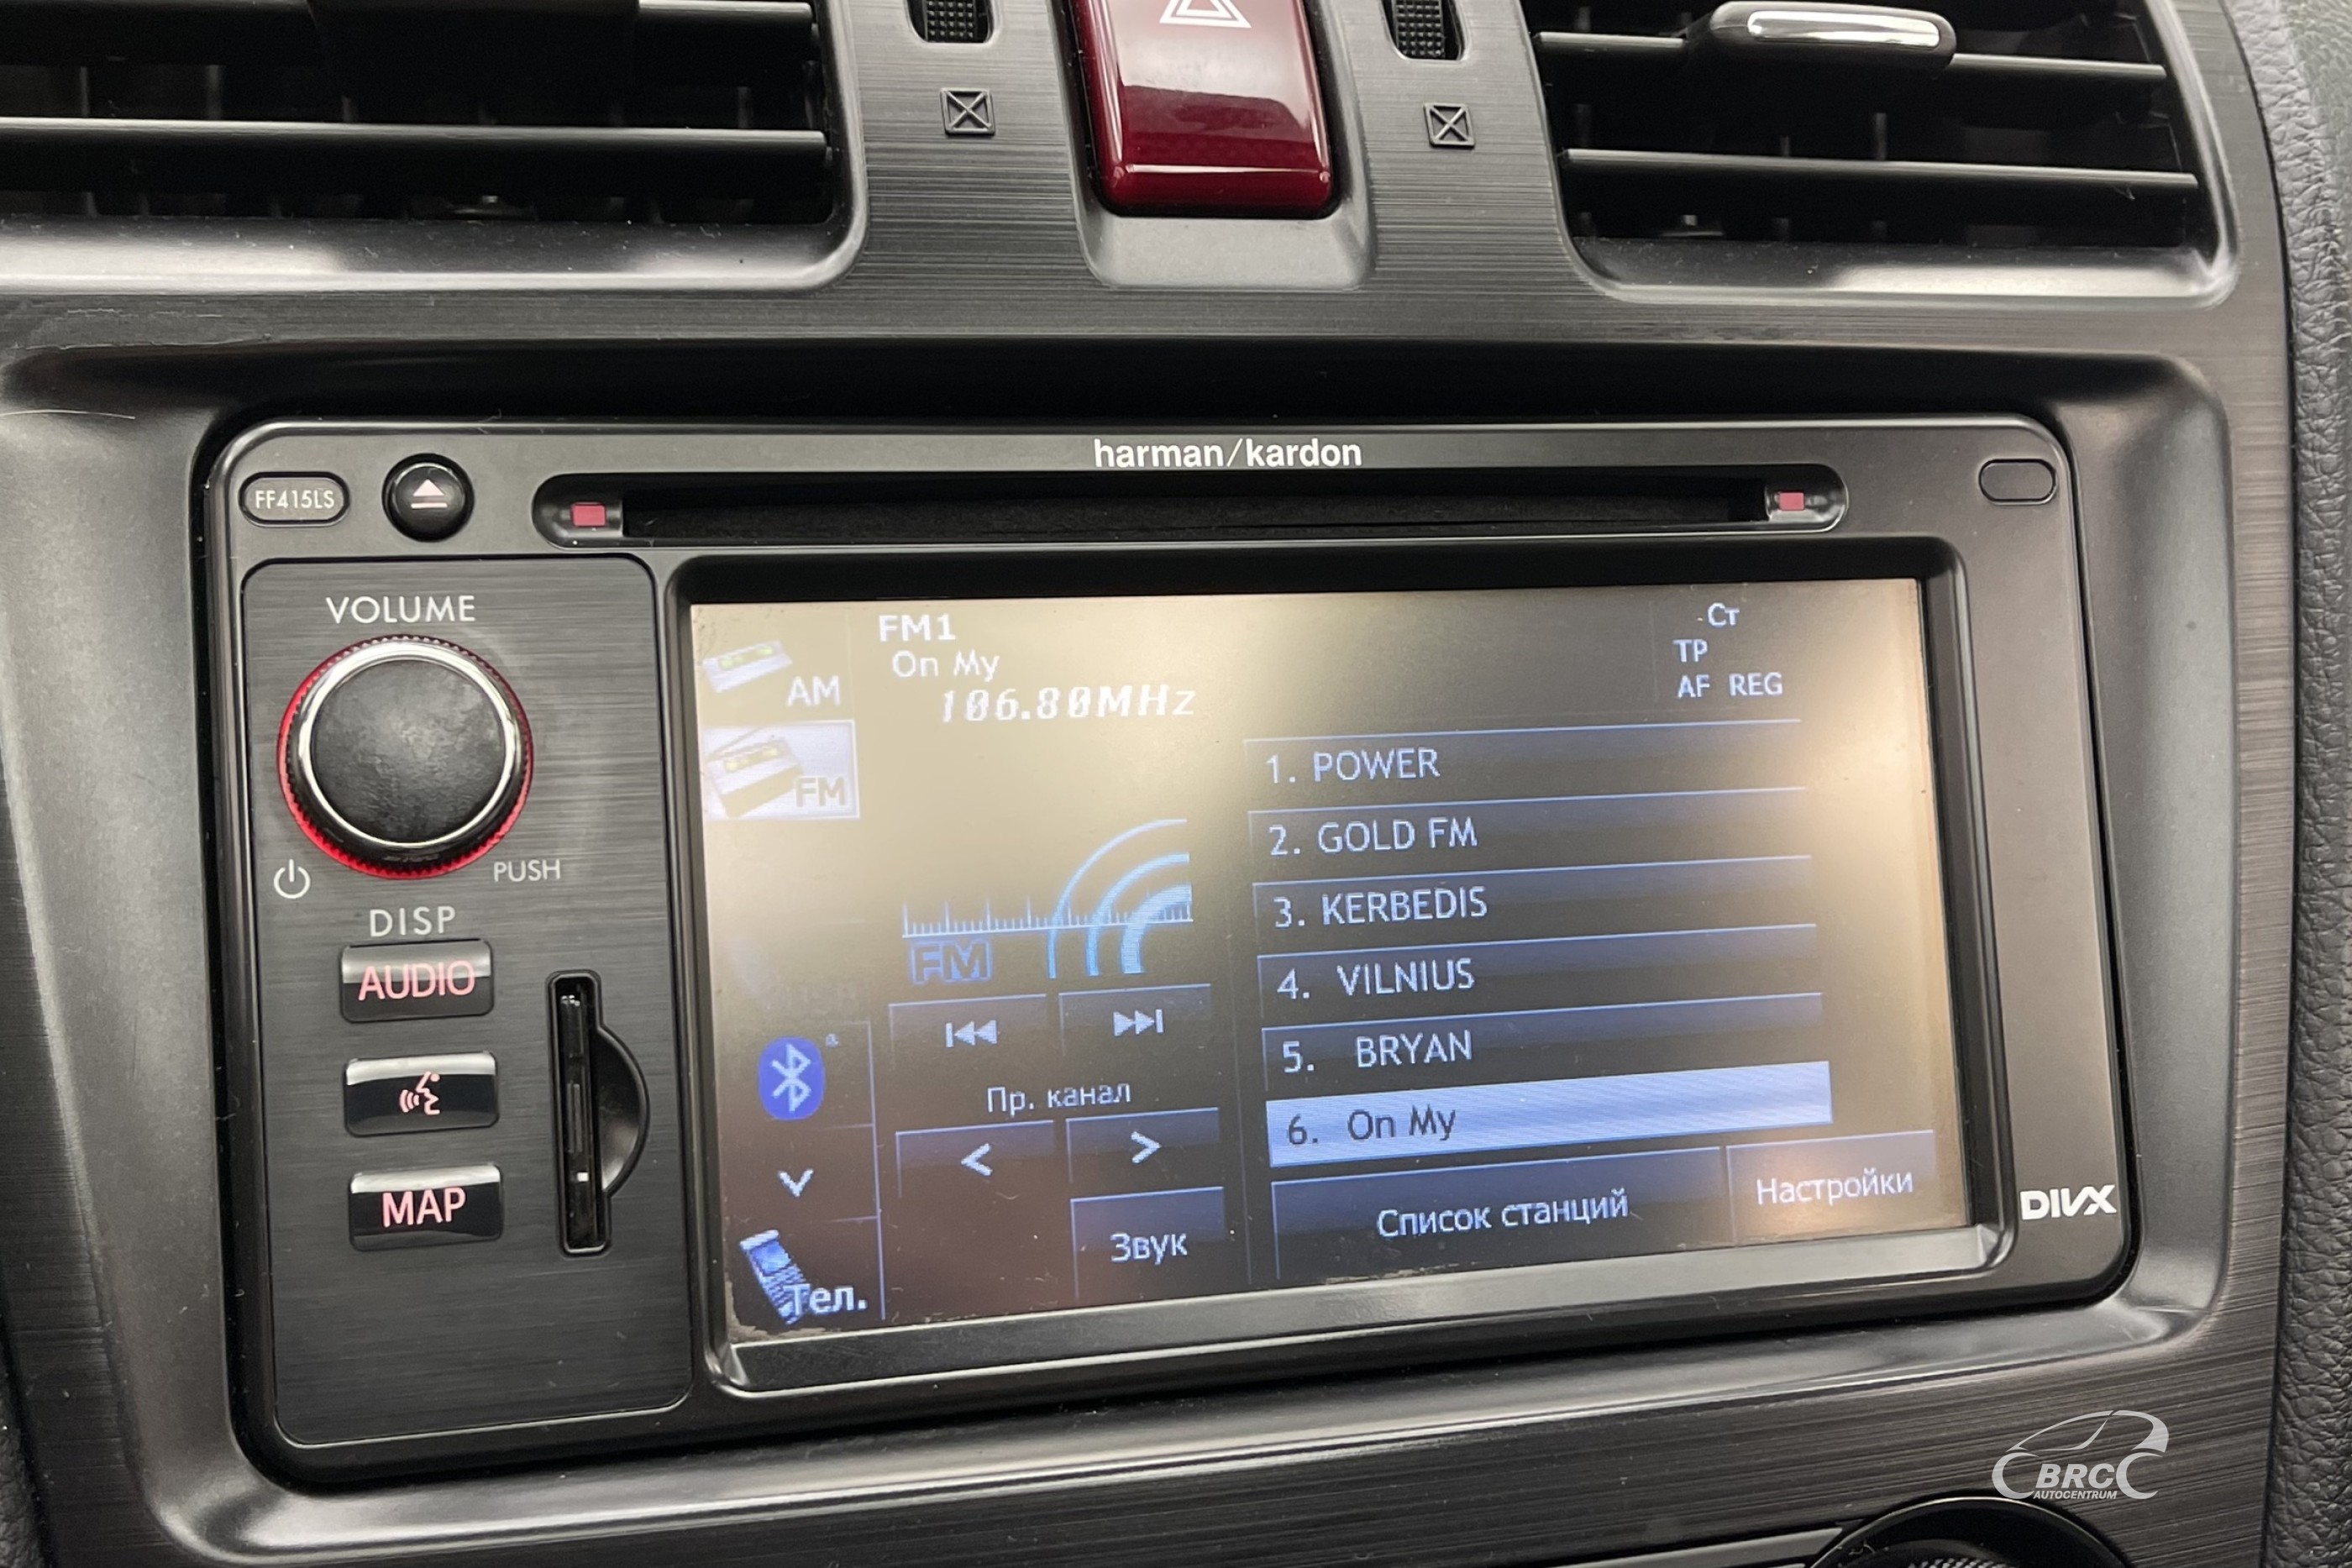 harman/kardon
FF415LS
VOLUME
PUSH
DISP
AUDIO
MAP
FM1
On My
106.80MHz
Ст
TP
AF REG
AM
FM
FM
1. POWER
2. GOLD FM
3. KERBEDIS
4. VILNIUS
5. BRYAN
6. On My
Пр. канал
<
>
Звук
Список станций
Настройки
Тел.
DIVX
BRC
AUTOCENTRUM